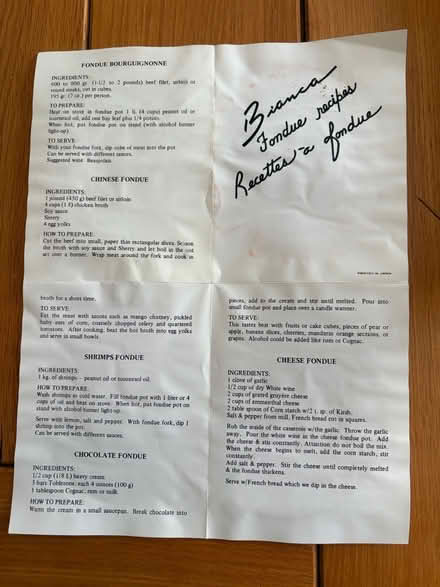 FONDUE BOURGUIGNONNE
INGREDIENTS:
600 to 900 gr. (1-1/2 to 2 pounds) beef filet, sirloin or
round steaks, cut in cubes.
195 gr. (7 oz.) per person.
TO PREPARE:
Heat on stove in fondue pot 1 l. (4 cups) peanut oil or
sunnered oil, add one bay leaf plus 1/4 potato.
When hot, put fondue pot on stand (with alcohol burner
light-up)
TO SERVE:
With your fondue fork, dip cubes of meat into the pot
Can be served with different sauces.
Suggested wine Beaujolais
CHINESE FONDUE
INGREDIENTS:
1 pound (450 g) beef filet or sirloin
4 cups (1 l) chicken broth
Soy sauce
Sherry
4 egg yolks
HOW TO PREPARE:
Cut the beef into small, paper thin rectangular slices. Season
the broth with soy sauce and Sherry and let boil in the pot
set over a burner. Wrap meat around the fork and cook in
Bianca
Fondue recipes
Recettes à fondue
PRINTED IN JAPAN
broth for a short time.
TO SERVE:
Eat the meat with sauces such as mango chutney, pickled
baby ears of corn, coarsely chopped celery and quartered
tomatoes. After cooking, beat the hot broth into egg yolks
and serve in small bowls.
SHRIMPS FONDUE
INGREDIENTS:
1 kg. of shrimps – peanut oil or sunnered oil.
HOW TO PREPARE:
Wash shrimps in cold water. Fill fondue pot with 1 liter or 4
cups of oil and heat on stove. When hot, put fondue pot on
stand with alcohol burner light-up.
Serve with lemon, salt and pepper. With fondue fork, dip 1
shrimp into the pot.
Can be served with different sauces.
CHOCOLATE FONDUE
INGREDIENTS:
1/2 cup (1/8 l.) heavy cream
3 bars Toblerone, each 4 ounces (100 g)
1 tablespoon Cognac, rum or milk
HOW TO PREPARE:
Warm the cream in a small saucepan. Break chocolate into
pieces, add to the cream and stir until melted. Pour into
small fondue pot and place over a candle warmer.
TO SERVE:
This tastes best with fruits or cake cubes, pieces of pear or
apple, banana slices, cherries, mandarin orange sections, or
grapes. Alcohol could be added like rum or Cognac.
CHEESE FONDUE
INGREDIENTS:
1 clove of garlic
1/2 cup of dry White wine
2 cups of grated gruyère cheese
2 cups of emmenthal cheese
2 table spoon of Corn starch w/2 t. sp. of Kirsh.
Salt & pepper from mill, French bread cut in squares.
Rub the inside of the casserole w/the garlic. Throw the garlic
away. Pour the white wine in the cheese fondue pot. Add
the cheese & stir constantly. Attention do not boil the mix.
When the cheese begins to melt, add the corn starch, stir
constantly.
Add salt & pepper. Stir the cheese until completely melted
& the fondue thickens.
Serve w/French bread which we dip in the cheese.